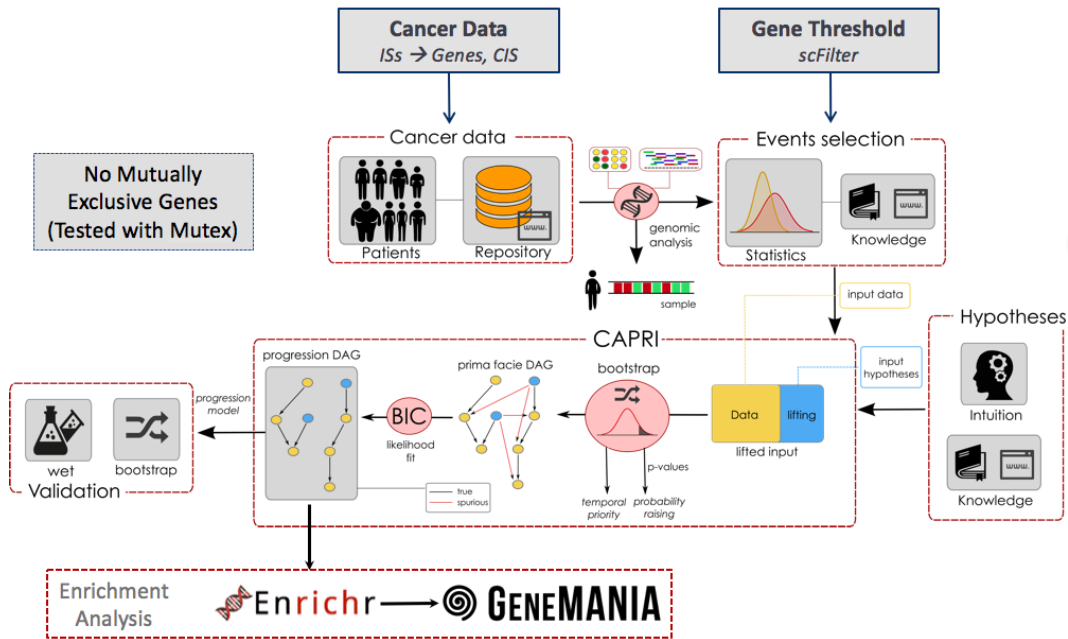 Cancer Data
ISs → Genes, CIS
Gene Threshold
scFilter
No Mutually
Exclusive Genes
(Tested with Mutex)
Cancer data
Patients
Repository
www.
genomic
analysis
sample
Events selection
Statistics
www.
Knowledge
input data
Hypotheses
Intuition
www.
Knowledge
input
hypotheses
CAPRI
progression DAG
prima facie DAG
bootstrap
BIC
likelihood
fit
Data
lifting
lifted input
p-values
temporal
priority
probability
raising
true
spurious
progression
model
wet
bootstrap
Validation
Enrichment
Analysis
Enrichr
GENEMANIA